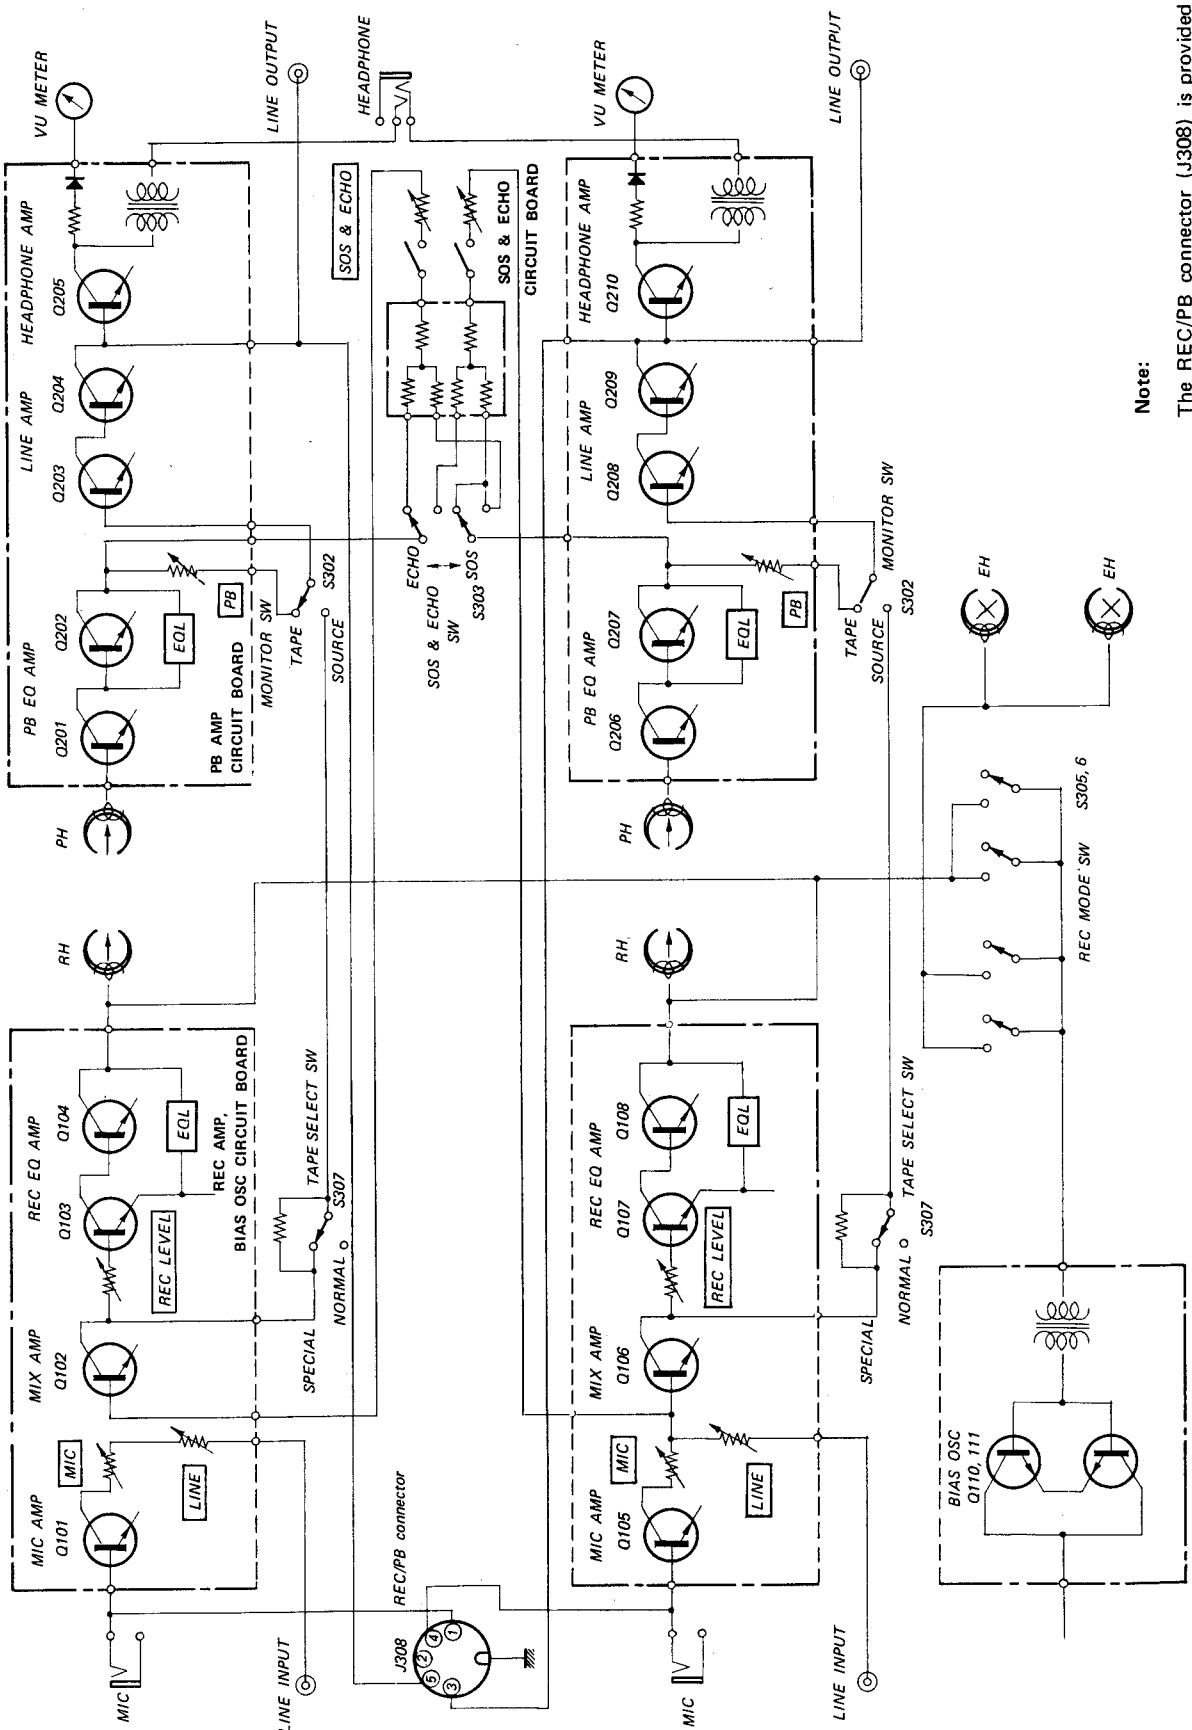 MIC
MIC AMP
Q101
MIC
LINE
LINE INPUT
MIX AMP
Q102
REC LEVEL
REC EQ AMP
Q103
Q104
EQL
REC AMP,
BIAS OSC CIRCUIT BOARD
SPECIAL
NORMAL
S307
TAPE SELECT SW
RH
PH
PB EQ AMP
Q201
Q202
EQL
PB
PB AMP
CIRCUIT BOARD
MONITOR SW
TAPE
SOURCE
S302
LINE AMP
Q203
Q204
HEADPHONE AMP
Q205
VU METER
LINE OUTPUT
HEADPHONE
SOS & ECHO
SOS & ECHO
CIRCUIT BOARD
ECHO
SOS
S303
SOS & ECHO
SW
J308
REC/PB connector
5
2
4
3
1
MIC
MIC AMP
Q105
MIC
LINE
LINE INPUT
MIX AMP
Q106
REC LEVEL
REC EQ AMP
Q107
Q108
EQL
SPECIAL
NORMAL
S307
TAPE SELECT SW
RH
PH
PB EQ AMP
Q206
Q207
EQL
PB
TAPE
SOURCE
S302
MONITOR SW
LINE AMP
Q208
Q209
HEADPHONE AMP
Q210
VU METER
LINE OUTPUT
BIAS OSC
Q110, 111
REC MODE SW
S305, 6
EH
EH
Note:
The REC/PB connector (J308) is provided